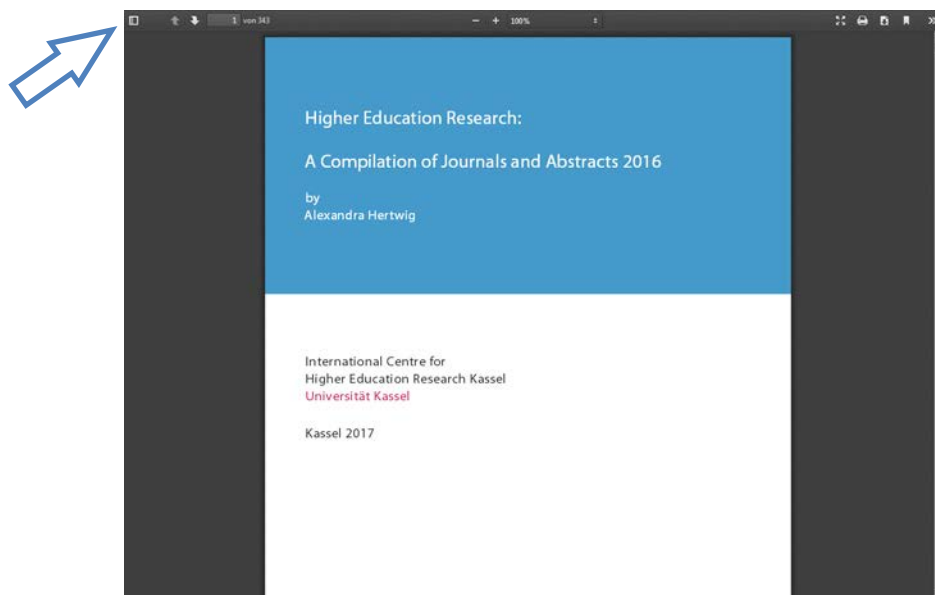 1 von 343
100%
Higher Education Research:
A Compilation of Journals and Abstracts 2016
by
Alexandra Hertwig
International Centre for
Higher Education Research Kassel
Universität Kassel
Kassel 2017